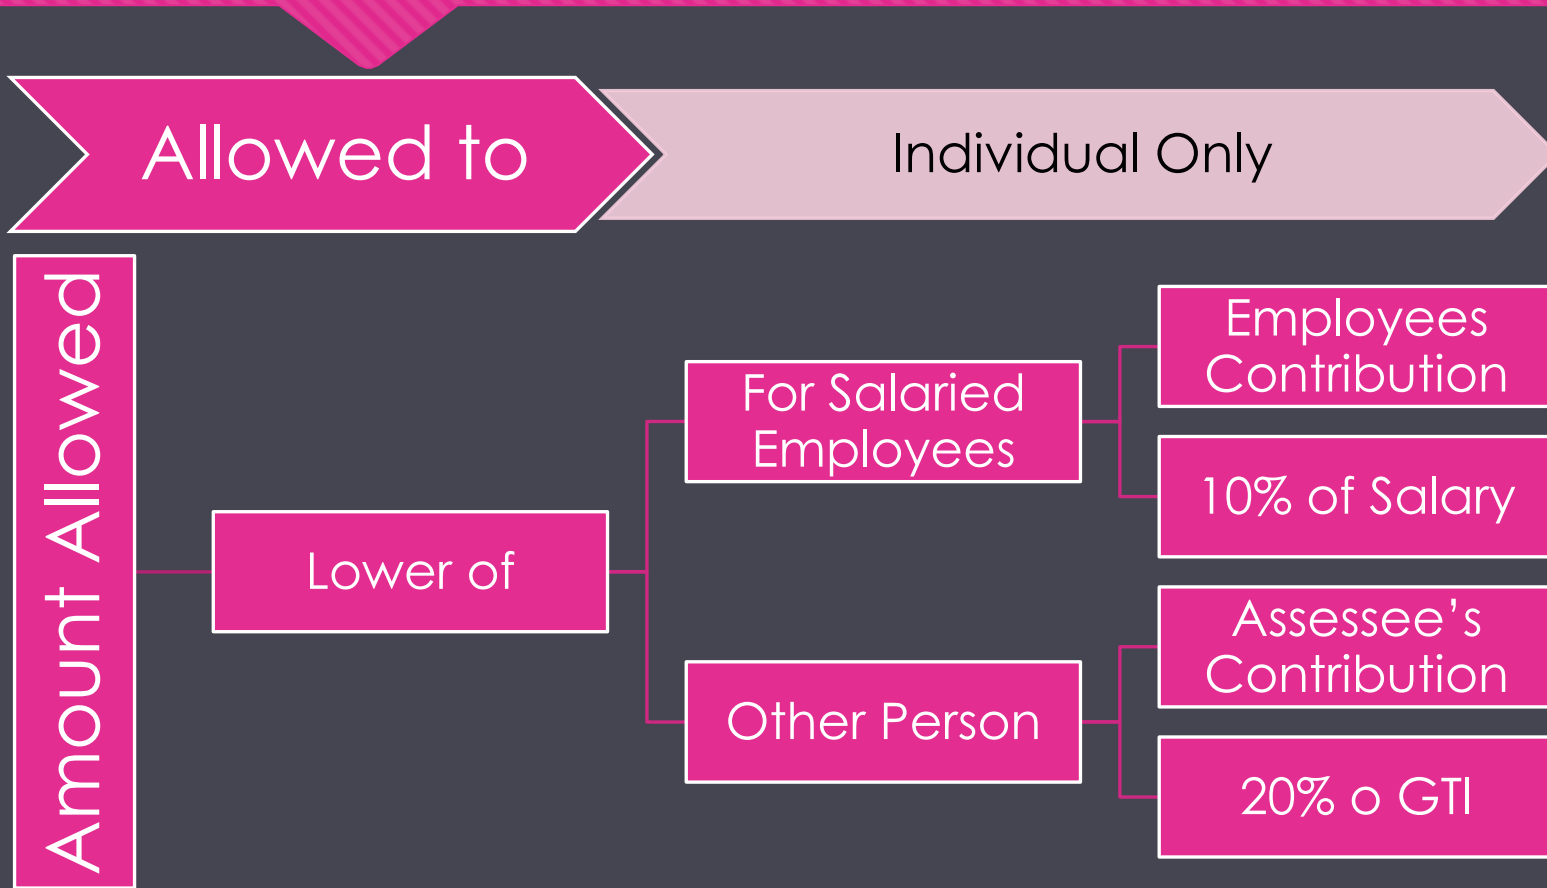 Allowed to
Individual Only
Amount Allowed
Lower of
For Salaried
Employees
Employees
Contribution
10% of Salary
Other Person
Assessee’s
Contribution
20% o GTI